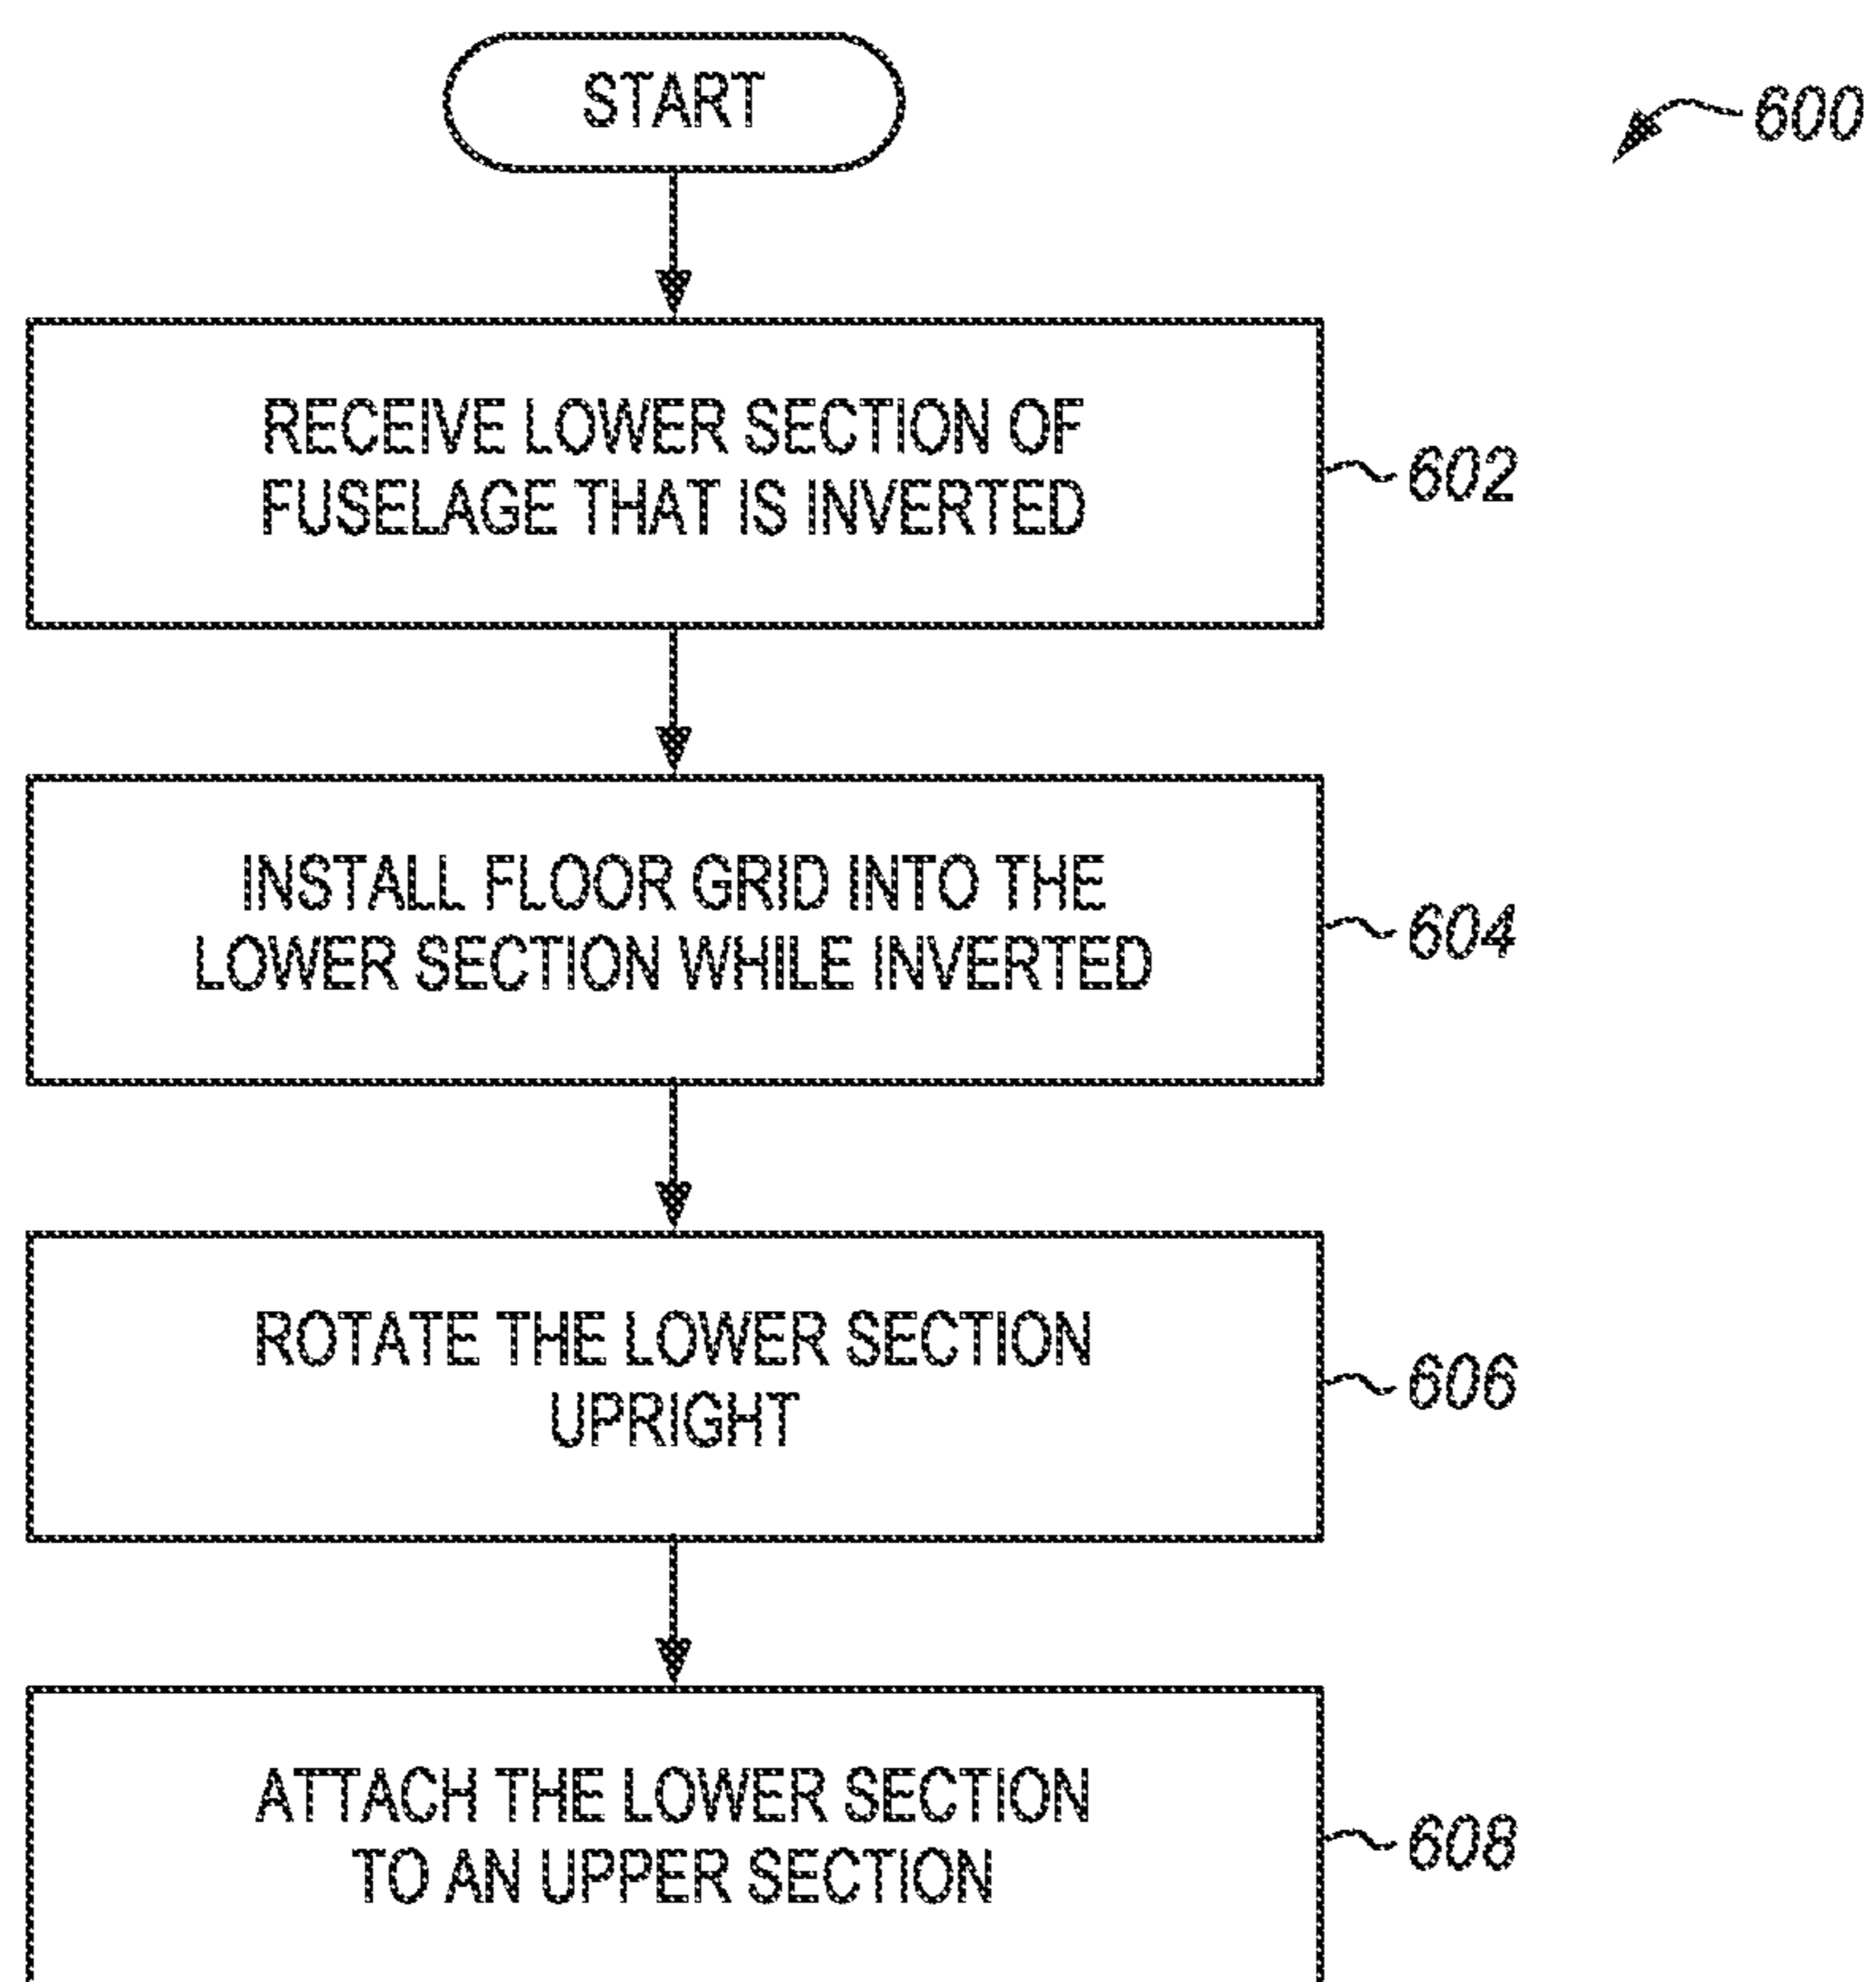 START
600
RECEIVE LOWER SECTION OF
FUSELAGE THAT IS INVERTED
602
INSTALL FLOOR GRID INTO THE
LOWER SECTION WHILE INVERTED
604
ROTATE THE LOWER SECTION
UPRIGHT
606
ATTACH THE LOWER SECTION
TO AN UPPER SECTION
608